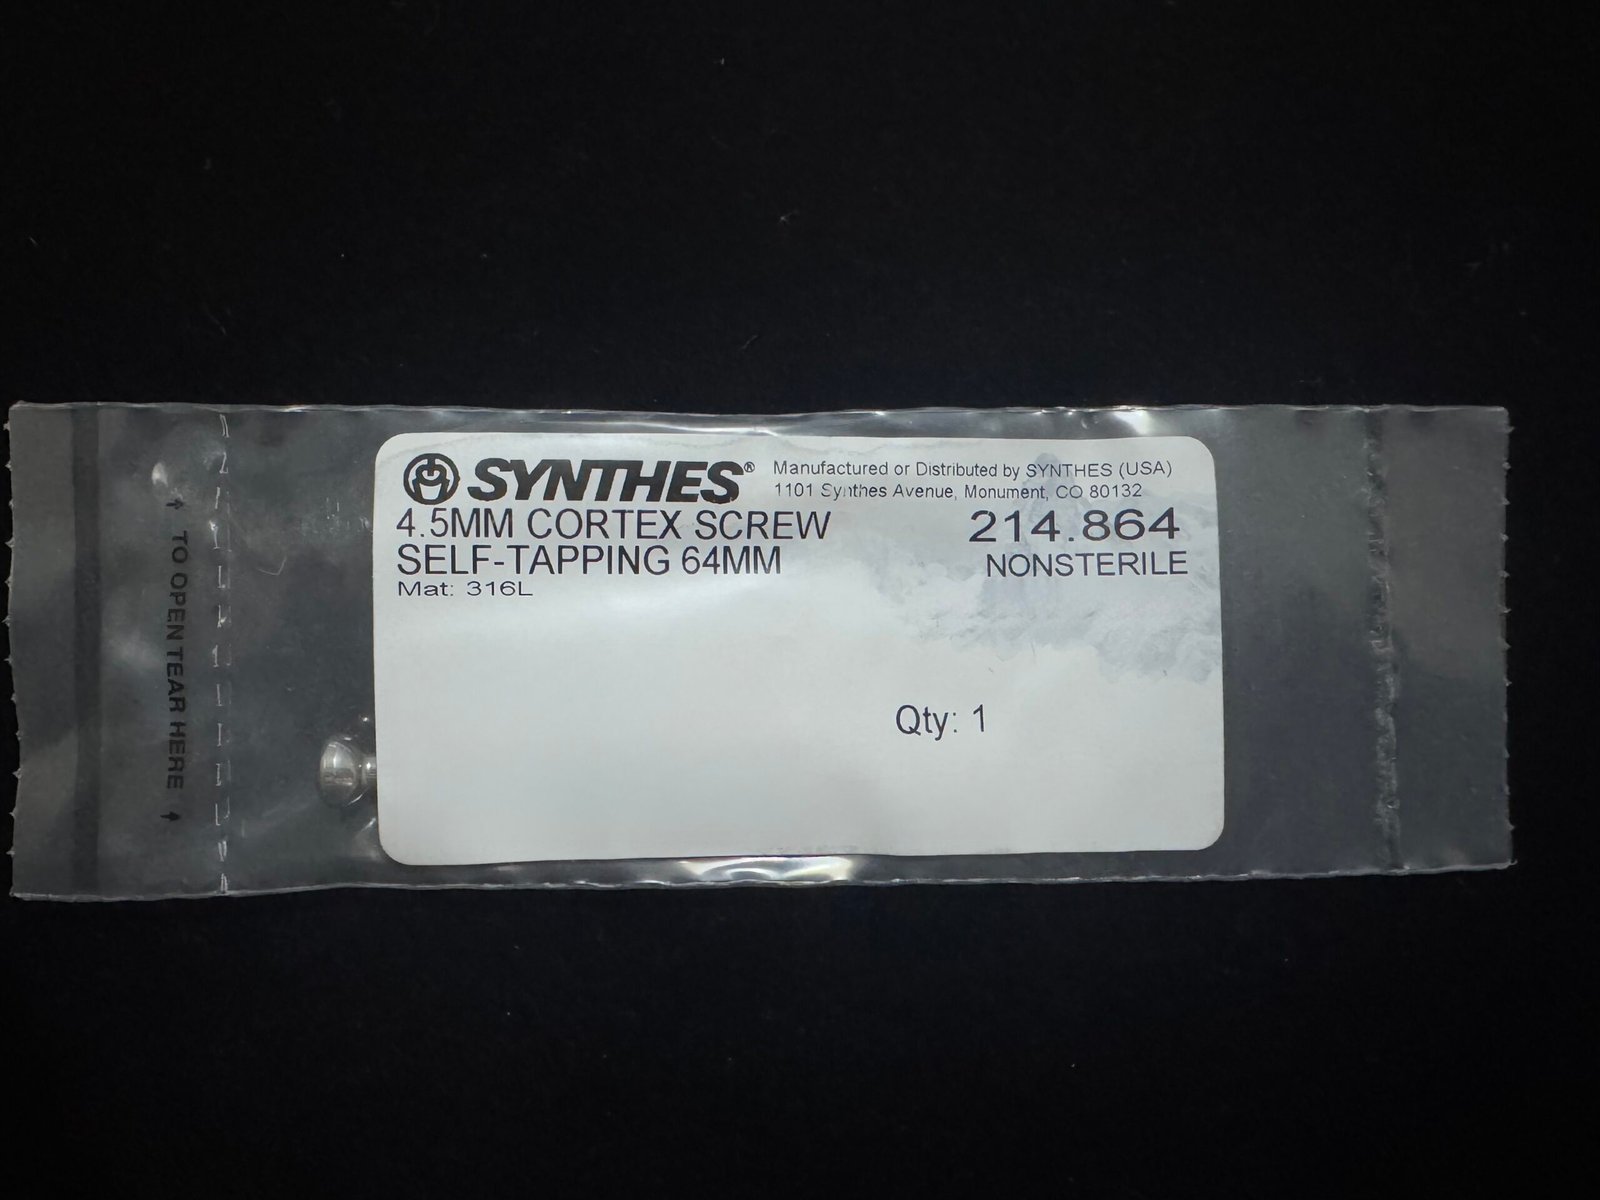 SYNTHES®
Manufactured or Distributed by SYNTHES (USA)
1101 Synthes Avenue, Monument, CO 80132
4.5MM CORTEX SCREW
SELF-TAPPING 64MM
Mat: 316L
214.864
NONSTERILE
Qty: 1
↑ TO OPEN TEAR HERE ↑